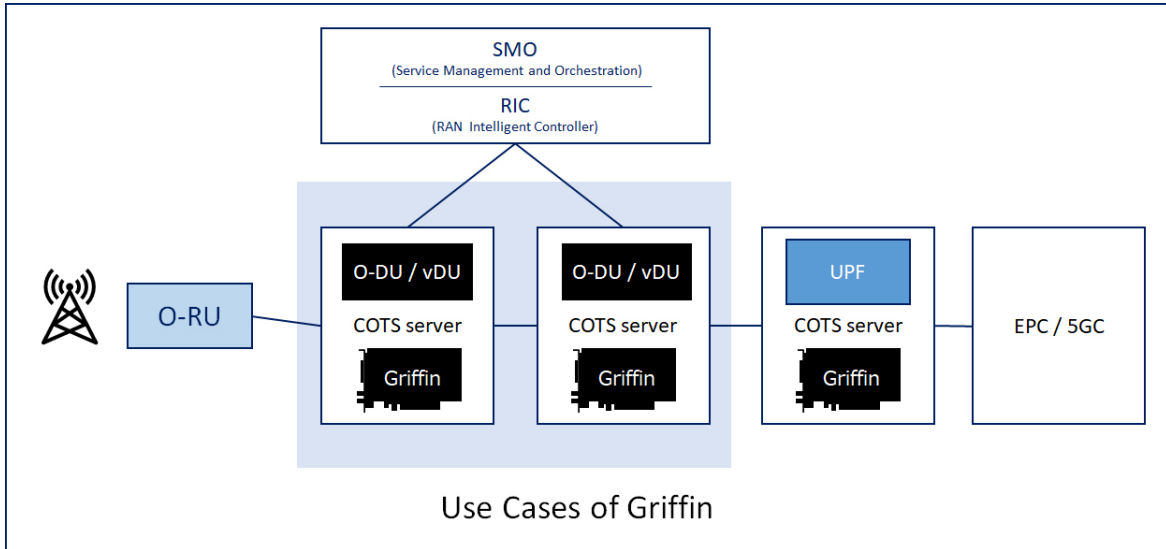 SMO
(Service Management and Orchestration)
RIC
(RAN Intelligent Controller)
O-RU
O-DU / vDU
COTS server
Griffin
O-DU / vDU
COTS server
Griffin
UPF
COTS server
Griffin
EPC / 5GC
Use Cases of Griffin